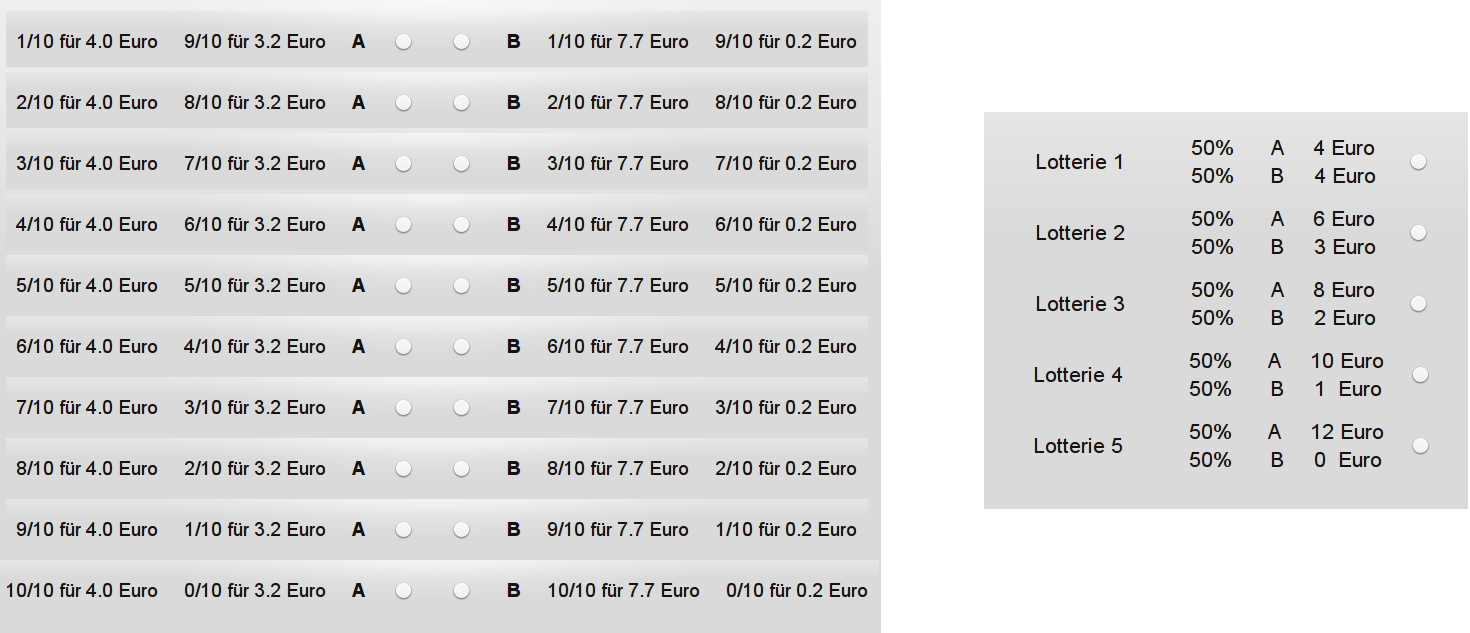 1/10 für 4.0 Euro 9/10 für 3.2 Euro A B 1/10 für 7.7 Euro 9/10 für 0.2 Euro
2/10 für 4.0 Euro 8/10 für 3.2 Euro A B 2/10 für 7.7 Euro 8/10 für 0.2 Euro
3/10 für 4.0 Euro 7/10 für 3.2 Euro A B 3/10 für 7.7 Euro 7/10 für 0.2 Euro
4/10 für 4.0 Euro 6/10 für 3.2 Euro A B 4/10 für 7.7 Euro 6/10 für 0.2 Euro
5/10 für 4.0 Euro 5/10 für 3.2 Euro A B 5/10 für 7.7 Euro 5/10 für 0.2 Euro
6/10 für 4.0 Euro 4/10 für 3.2 Euro A B 6/10 für 7.7 Euro 4/10 für 0.2 Euro
7/10 für 4.0 Euro 3/10 für 3.2 Euro A B 7/10 für 7.7 Euro 3/10 für 0.2 Euro
8/10 für 4.0 Euro 2/10 für 3.2 Euro A B 8/10 für 7.7 Euro 2/10 für 0.2 Euro
9/10 für 4.0 Euro 1/10 für 3.2 Euro A B 9/10 für 7.7 Euro 1/10 für 0.2 Euro
10/10 für 4.0 Euro 0/10 für 3.2 Euro A B 10/10 für 7.7 Euro 0/10 für 0.2 Euro
50% A 4 Euro
Lotterie 1
50% B 4 Euro
50% A 6 Euro
Lotterie 2
50% B 3 Euro
50% A 8 Euro
Lotterie 3
50% B 2 Euro
50% A 10 Euro
Lotterie 4
50% B 1 Euro
50% A 12 Euro
Lotterie 5
50% B 0 Euro